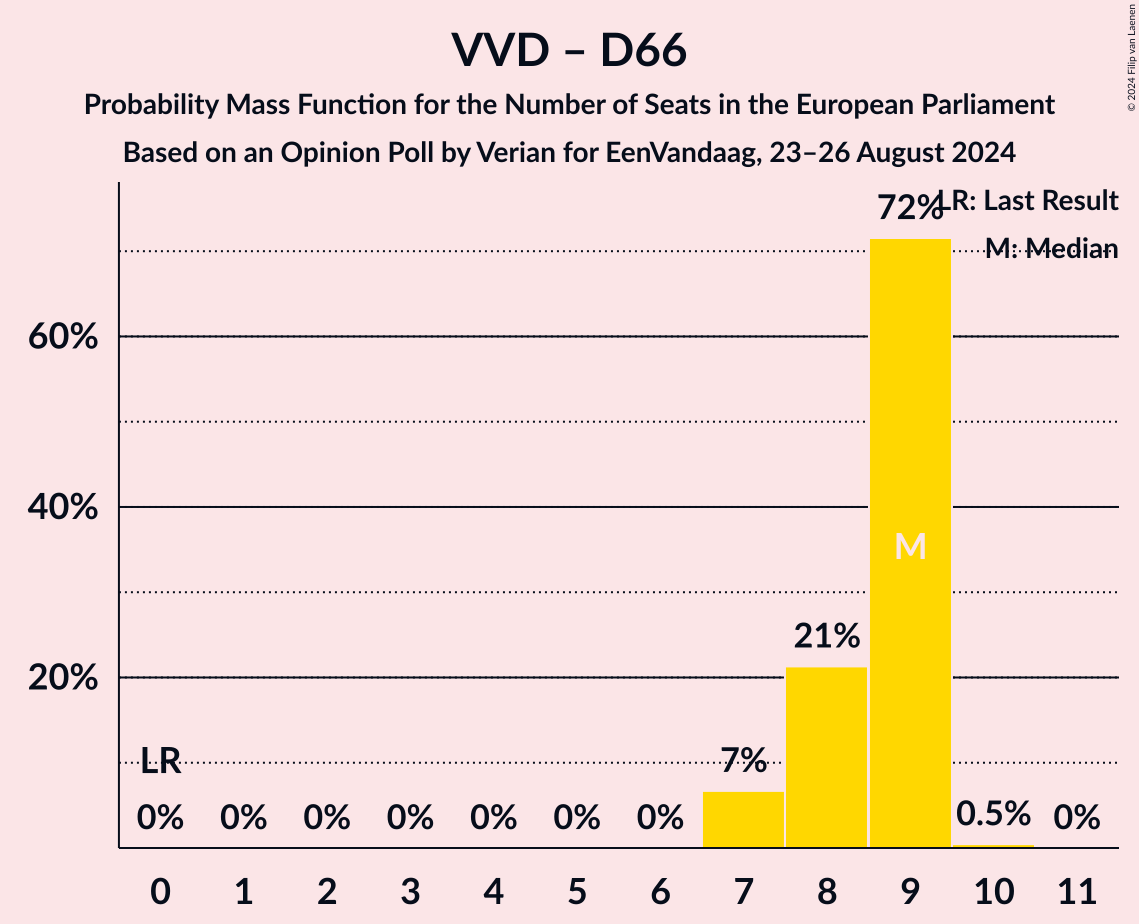 VVD – D66
Probability Mass Function for the Number of Seats in the European Parliament
Based on an Opinion Poll by Verian for EenVandaag, 23–26 August 2024
© 2024 Filip van Laenen
LR: Last Result
M: Median
72%
60%
40%
M
21%
20%
LR
7%
0% 0% 0% 0% 0% 0% 0% 0.5% 0%
0 1 2 3 4 5 6 7 8 9 10 11